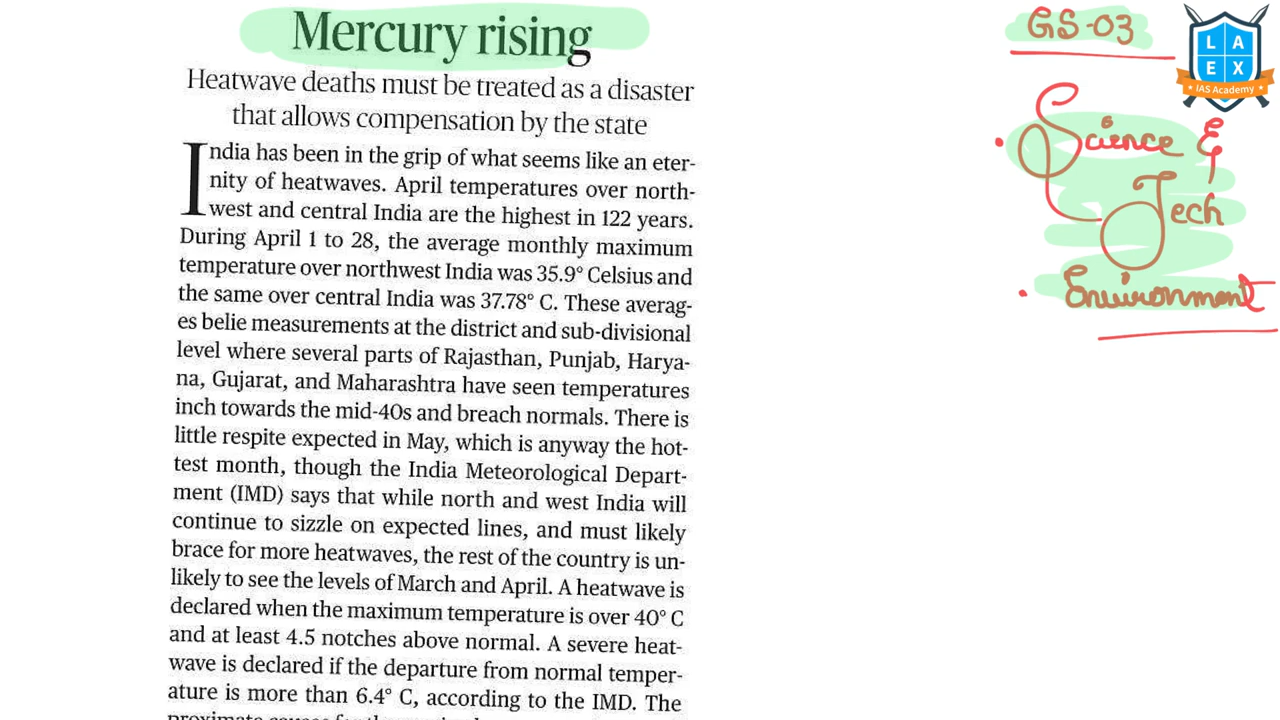 Mercury rising
Heatwave deaths must be treated as a disaster
that allows compensation by the state
India has been in the grip of what seems like an eter-
nity of heatwaves. April temperatures over north-
west and central India are the highest in 122 years.
During April 1 to 28, the average monthly maximum
temperature over northwest India was 35.9° Celsius and
the same over central India was 37.78° C. These averag-
es belie measurements at the district and sub-divisional
level where several parts of Rajasthan, Punjab, Harya-
na, Gujarat, and Maharashtra have seen temperatures
inch towards the mid-40s and breach normals. There is
little respite expected in May, which is anyway the hot-
test month, though the India Meteorological Depart-
ment (IMD) says that while north and west India will
continue to sizzle on expected lines, and must likely
brace for more heatwaves, the rest of the country is un-
likely to see the levels of March and April. A heatwave is
declared when the maximum temperature is over 40° C
and at least 4.5 notches above normal. A severe heat-
wave is declared if the departure from normal temper-
ature is more than 6.4° C, according to the IMD. The
GS-03
L A
E X
IAS Academy
• Science &
Tech
• Environment